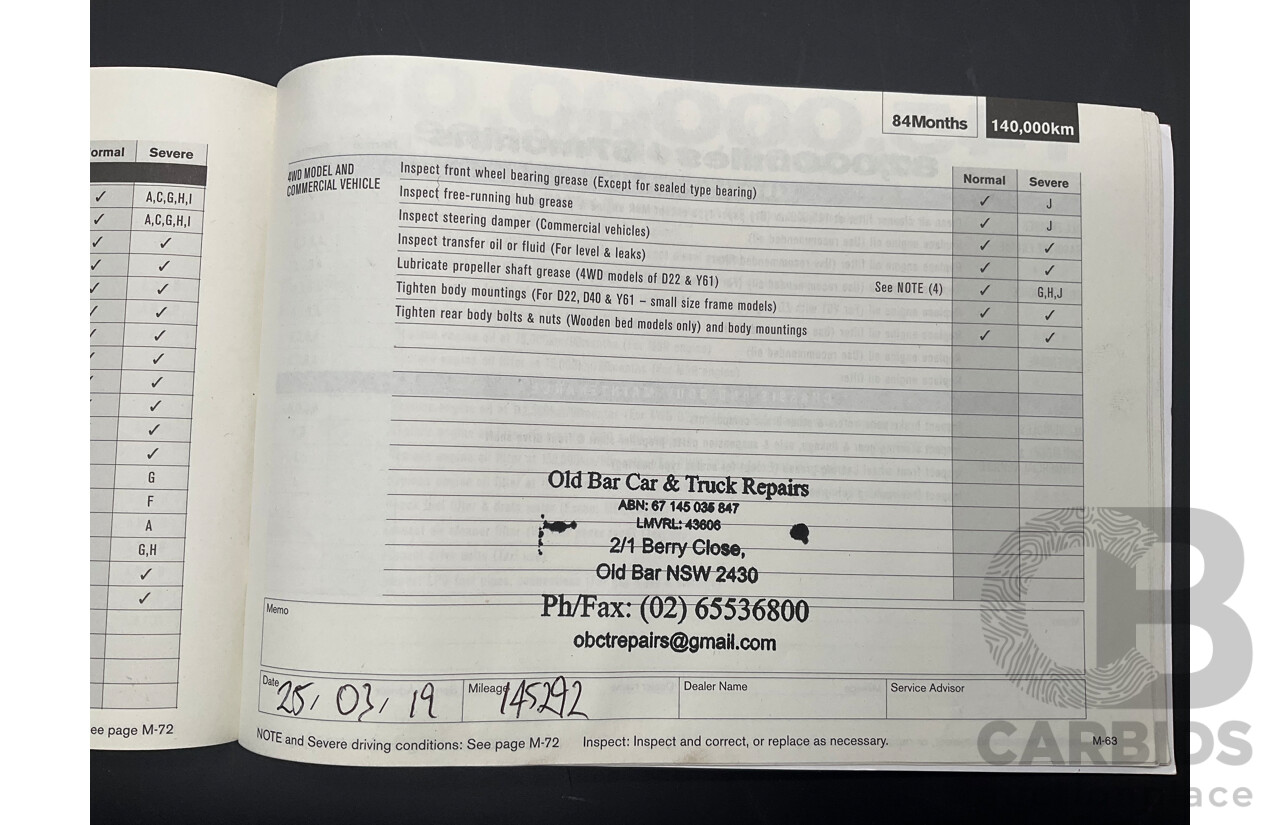 ormal Severe
✓ A,C,G,H,I
✓ A,C,G,H,I
✓ ✓
✓ ✓
✓ ✓
✓ ✓
✓ ✓
✓ ✓
✓ ✓
✓ ✓
✓ ✓
✓ ✓
G
F
A
G,H
✓
✓
ee page M-72
84Months 140,000km
Normal Severe
4WD MODEL AND
COMMERCIAL VEHICLE
Inspect front wheel bearing grease (Except for sealed type bearing) ✓ J
Inspect free-running hub grease ✓ J
Inspect steering damper (Commercial vehicles) ✓ ✓
Inspect transfer oil or fluid (For level & leaks) ✓ ✓
Lubricate propeller shaft grease (4WD models of D22 & Y61) See NOTE (4) ✓ G,H,J
Tighten body mountings (For D22, D40 & Y61 – small size frame models) ✓ ✓
Tighten rear body bolts & nuts (Wooden bed models only) and body mountings ✓ ✓
Old Bar Car & Truck Repairs
ABN: 67 145 035 847
LMVRL: 43606
2/1 Berry Close,
Old Bar NSW 2430
Ph/Fax: (02) 65536800
obctrepairs@gmail.com
Memo
Date 25/ 03/ 19 Mileage 145292 Dealer Name Service Advisor
NOTE and Severe driving conditions: See page M-72 Inspect: Inspect and correct, or replace as necessary. M-63
CB
CARBIDS
ace